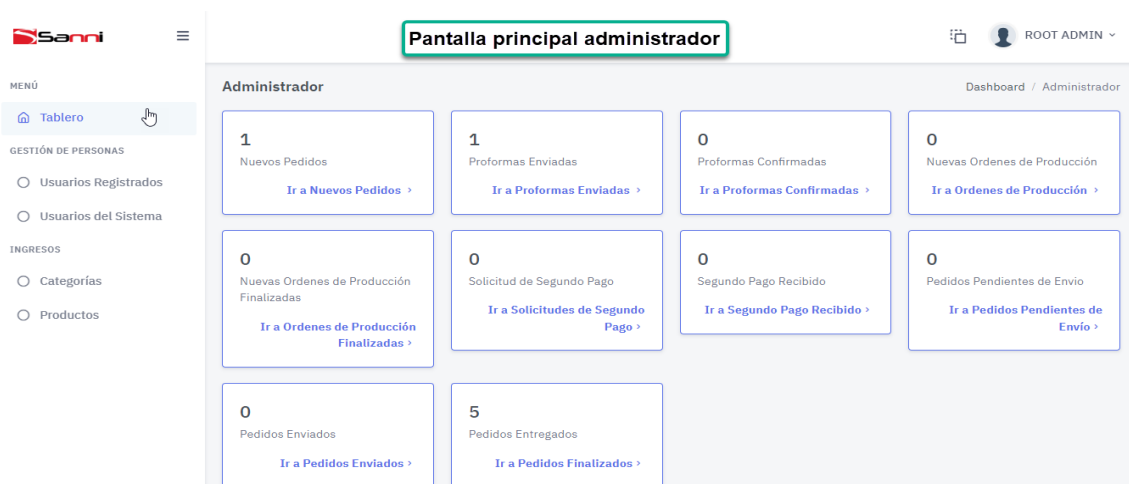 Sanni
Pantalla principal administrador
ROOT ADMIN
MENÚ
Tablero
GESTIÓN DE PERSONAS
Usuarios Registrados
Usuarios del Sistema
INGRESOS
Categorías
Productos
Administrador
Dashboard / Administrador
1
Nuevos Pedidos
Ir a Nuevos Pedidos >
1
Proformas Enviadas
Ir a Proformas Enviadas >
0
Proformas Confirmadas
Ir a Proformas Confirmadas >
0
Nuevas Ordenes de Producción
Ir a Ordenes de Producción >
0
Nuevas Ordenes de Producción
Finalizadas
Ir a Ordenes de Producción
Finalizadas >
0
Solicitud de Segundo Pago
Ir a Solicitudes de Segundo
Pago >
0
Segundo Pago Recibido
Ir a Segundo Pago Recibido >
0
Pedidos Pendientes de Envio
Ir a Pedidos Pendientes de
Envío >
0
Pedidos Enviados
Ir a Pedidos Enviados >
5
Pedidos Entregados
Ir a Pedidos Finalizados >